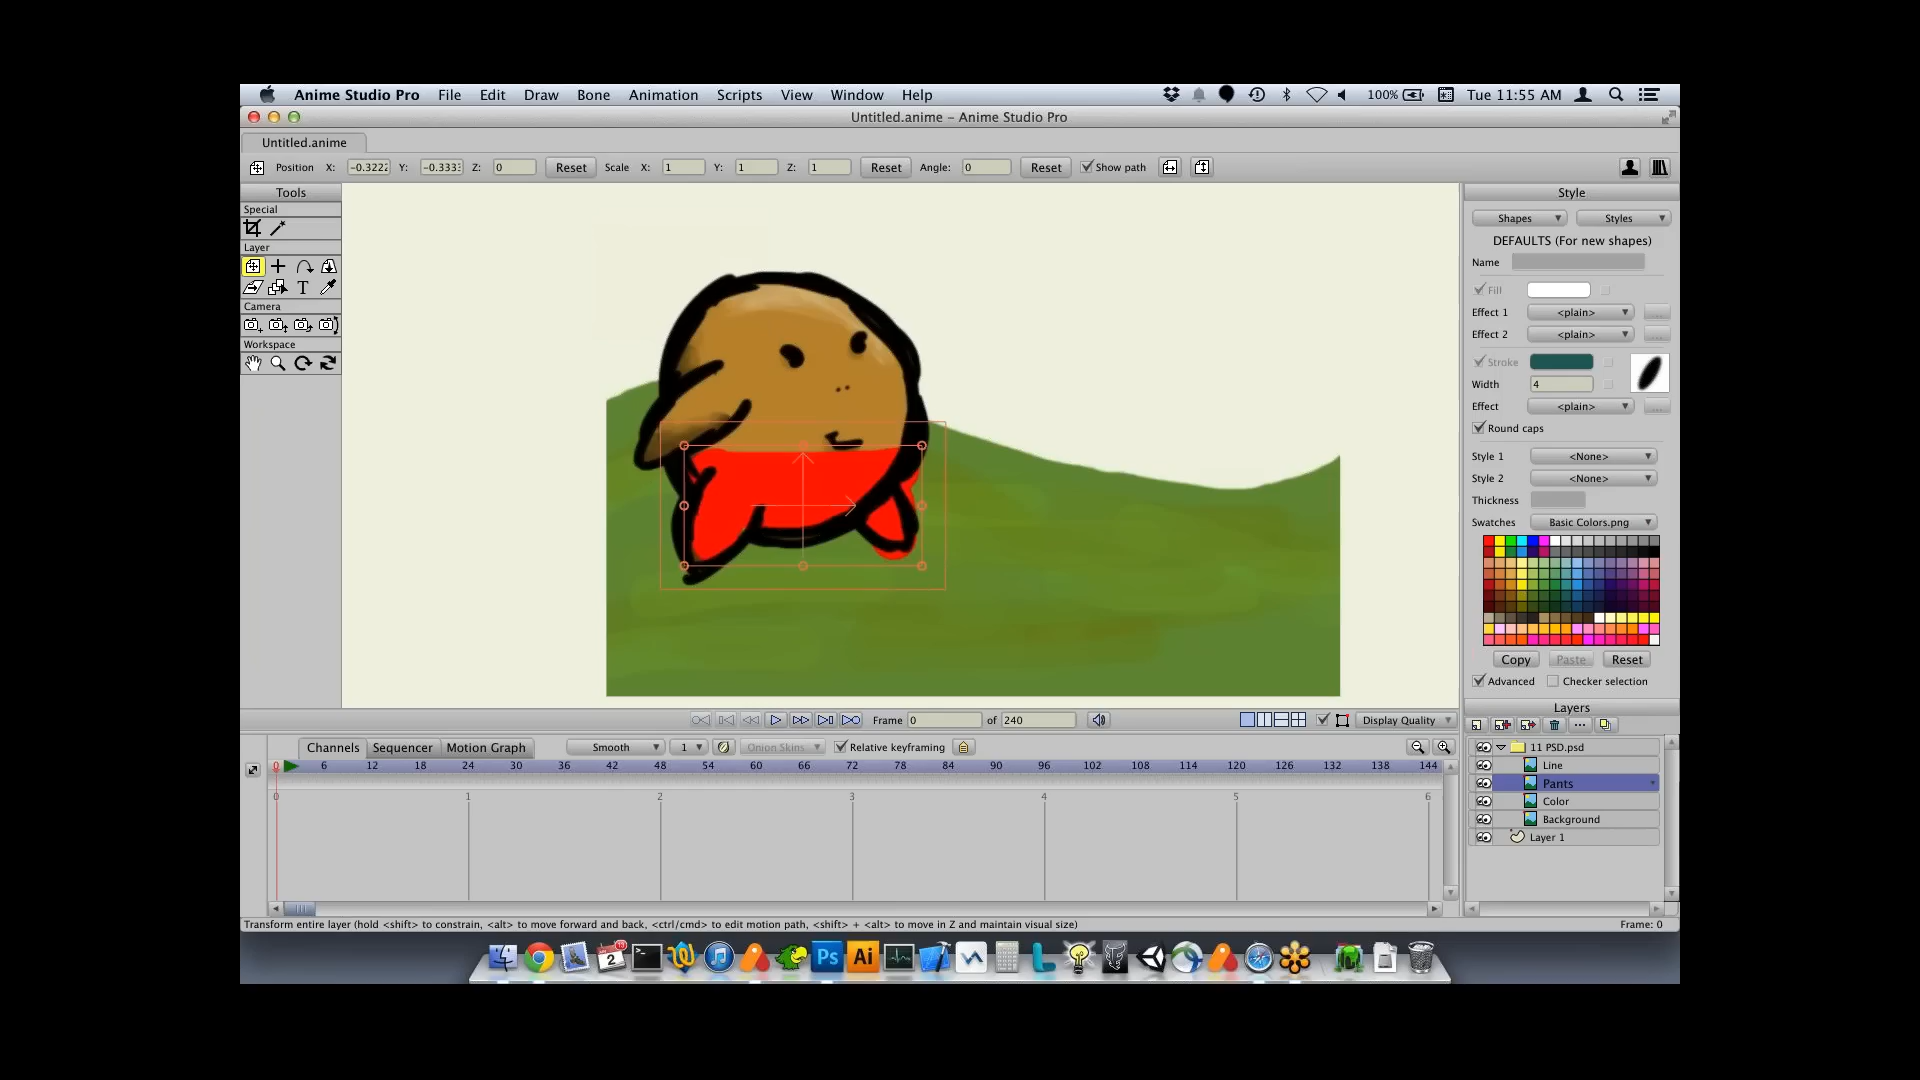 Anime Studio Pro File Edit Draw Bone Animation Scripts View Window Help 100% Tue 11:55 AM
Untitled.anime – Anime Studio Pro
Untitled.anime
Position X: -0.3222 Y: -0.333 Z: 0 Reset Scale X: 1 Y: 1 Z: 1 Reset Angle: 0 Reset Show path
Tools
Special
Layer
T
Camera
Workspace
Style
Shapes Styles
DEFAULTS (For new shapes)
Name
Fill
Effect 1 <plain> ...
Effect 2 <plain> ...
Stroke
Width 4
Effect <plain> ...
Round caps
Style 1 <None>
Style 2 <None>
Thickness
Swatches Basic Colors.png
Copy Paste Reset
Advanced Checker selection
Frame 0 of 240 Display Quality
Channels Sequencer Motion Graph Smooth 1 Onion Skins Relative keyframing
0 6 12 18 24 30 36 42 48 54 60 66 72 78 84 90 96 102 108 114 120 126 132 138 144
0 1 2 3 4 5 6
Layers
11 PSD.psd
Line
Pants
Color
Background
Layer 1
Transform entire layer (hold <shift> to constrain, <alt> to move forward and back, <ctrl/cmd> to edit motion path, <shift> + <alt> to move in Z and maintain visual size) Frame: 0
2 Ps Ai